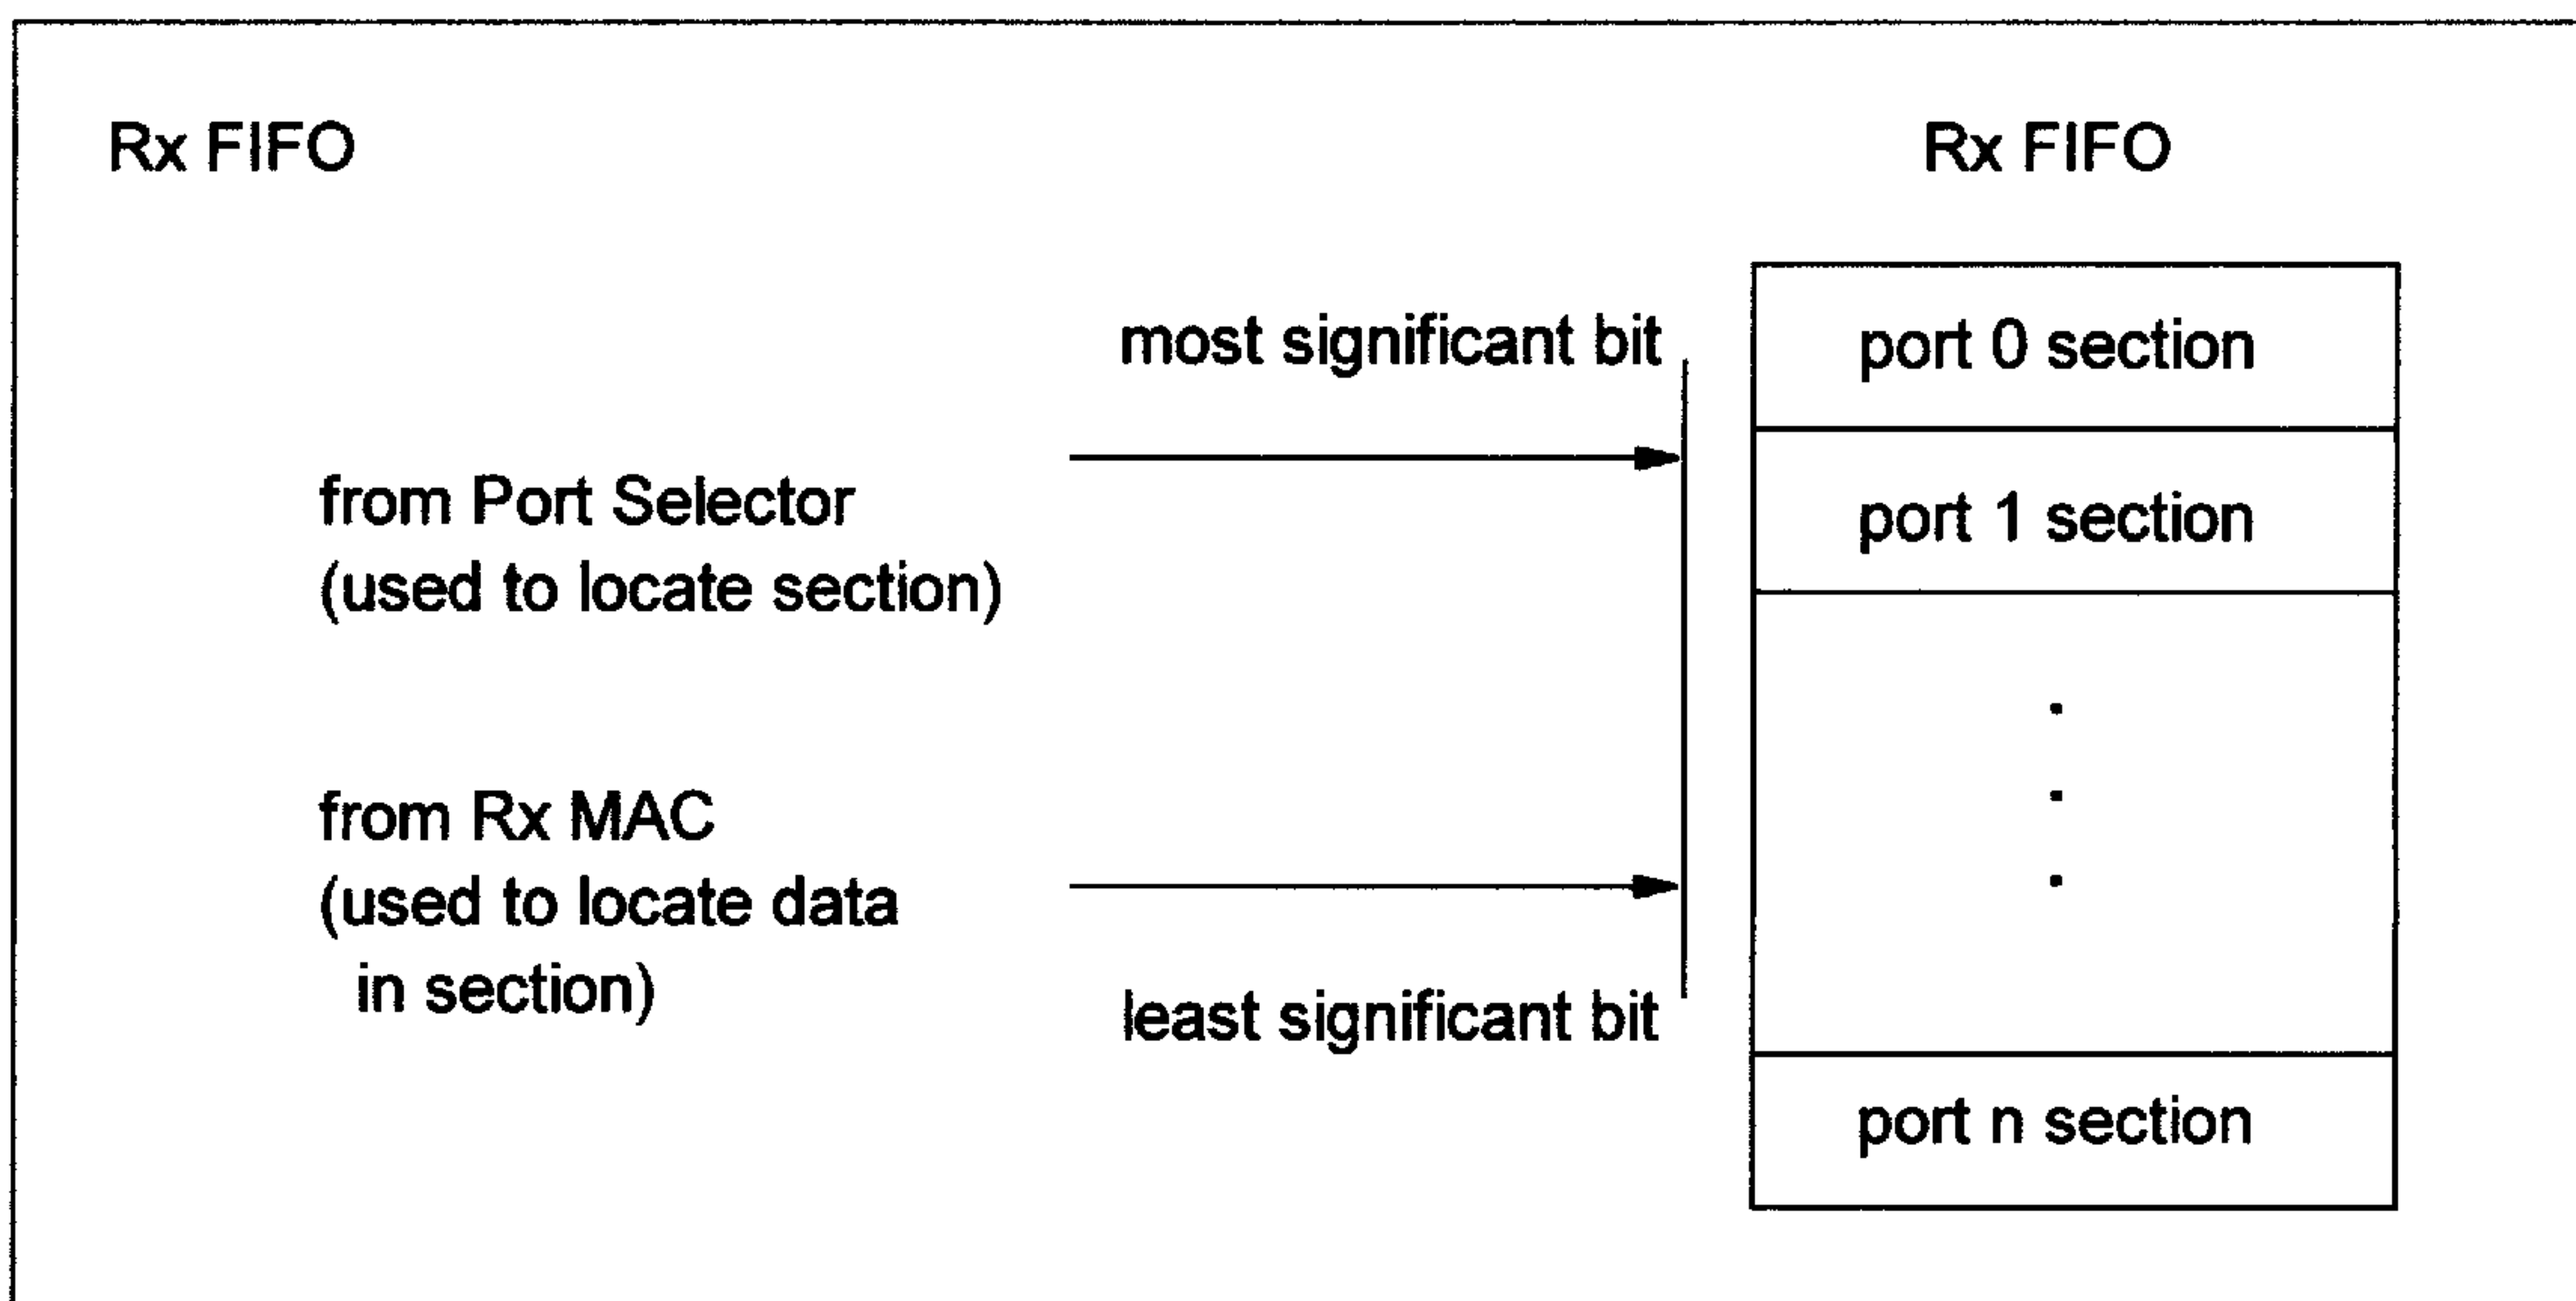 Rx FIFO
Rx FIFO
most significant bit
from Port Selector
(used to locate section)
from Rx MAC
(used to locate data
in section)
least significant bit
port 0 section
port 1 section
port n section